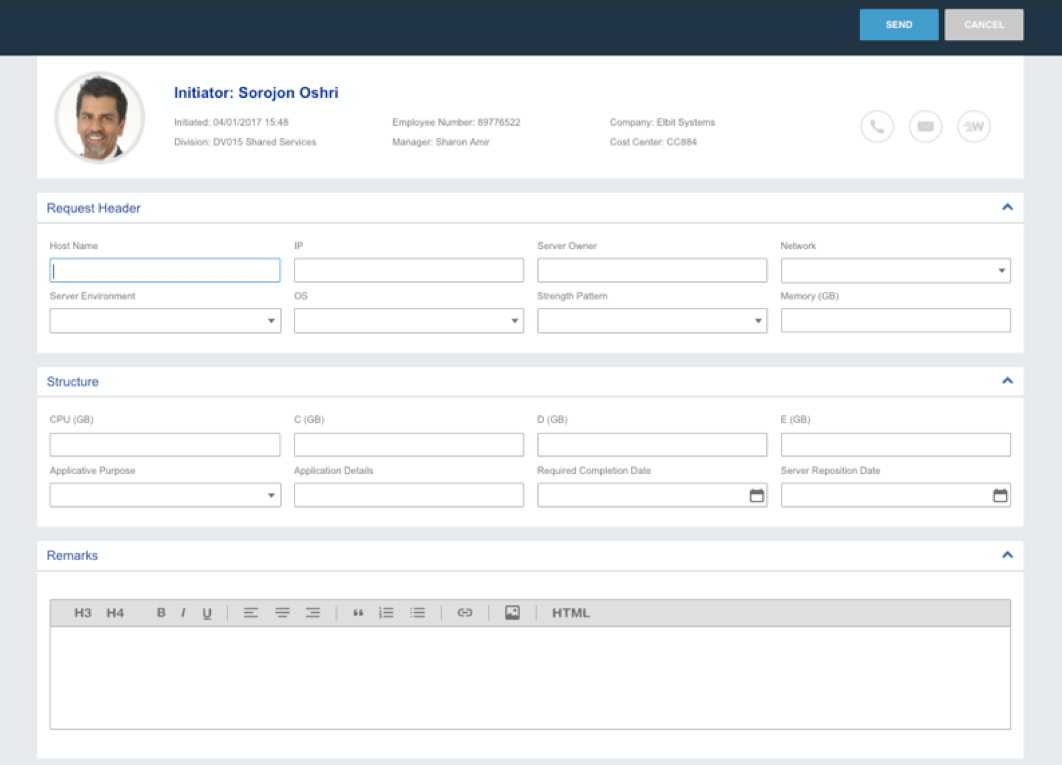 SEND CANCEL
Initiator: Sorojon Oshri
Initiated: 04/01/2017 15:48 Employee Number: 89776522 Company: Elbit Systems
Division: DV015 Shared Services Manager: Sharon Amir Cost Center: CC884
Request Header
Host Name IP Server Owner Network
Server Environment OS Strength Pattern Memory (GB)
Structure
CPU (GB) C (GB) D (GB) E (GB)
Applicative Purpose Application Details Required Completion Date Server Reposition Date
Remarks
H3 H4 B I U HTML